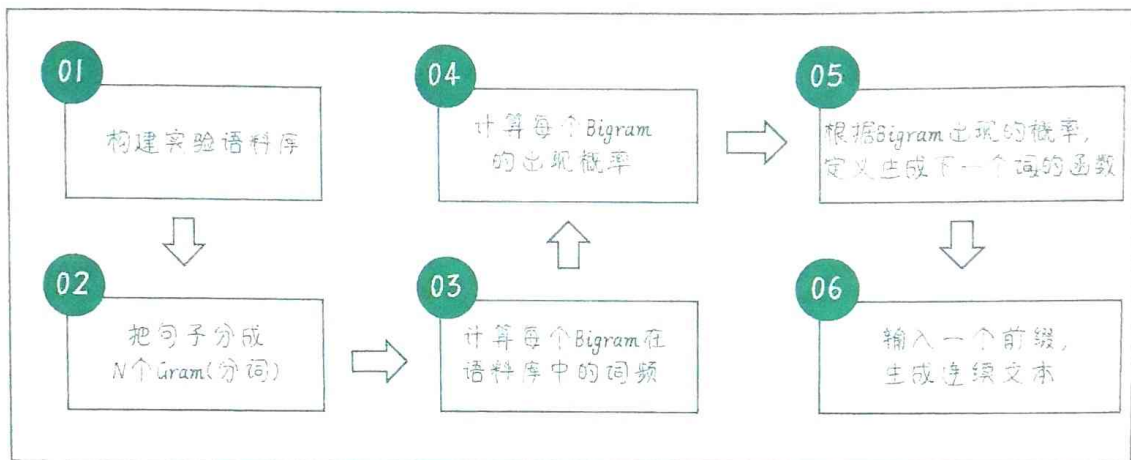 01
构建实验语料库
02
把句子分成
N个Gram(分词)
03
计算每个Bigram在
语料库中的词频
04
计算每个Bigram
的出现概率
05
根据Bigram出现的概率,
定义生成下一个词的函数
06
输入一个前缀,
生成连续文本